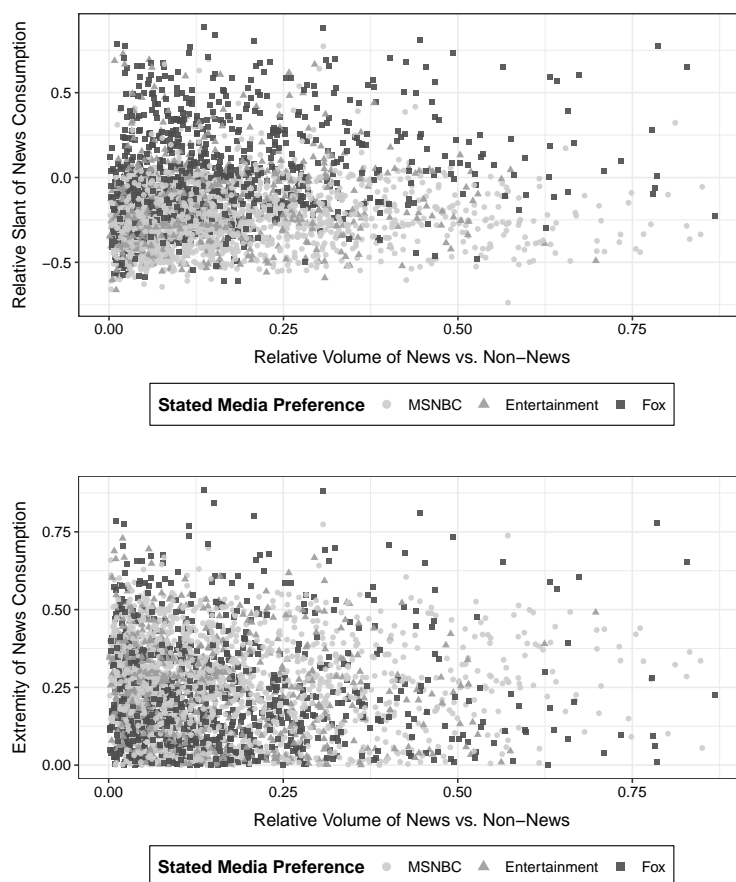 Relative Slant of News Consumption
0.5
0.0
−0.5
0.00
0.25
0.50
0.75
Relative Volume of News vs. Non−News
Stated Media Preference MSNBC Entertainment Fox
Extremity of News Consumption
0.75
0.50
0.25
0.00
0.00
0.25
0.50
0.75
Relative Volume of News vs. Non−News
Stated Media Preference MSNBC Entertainment Fox